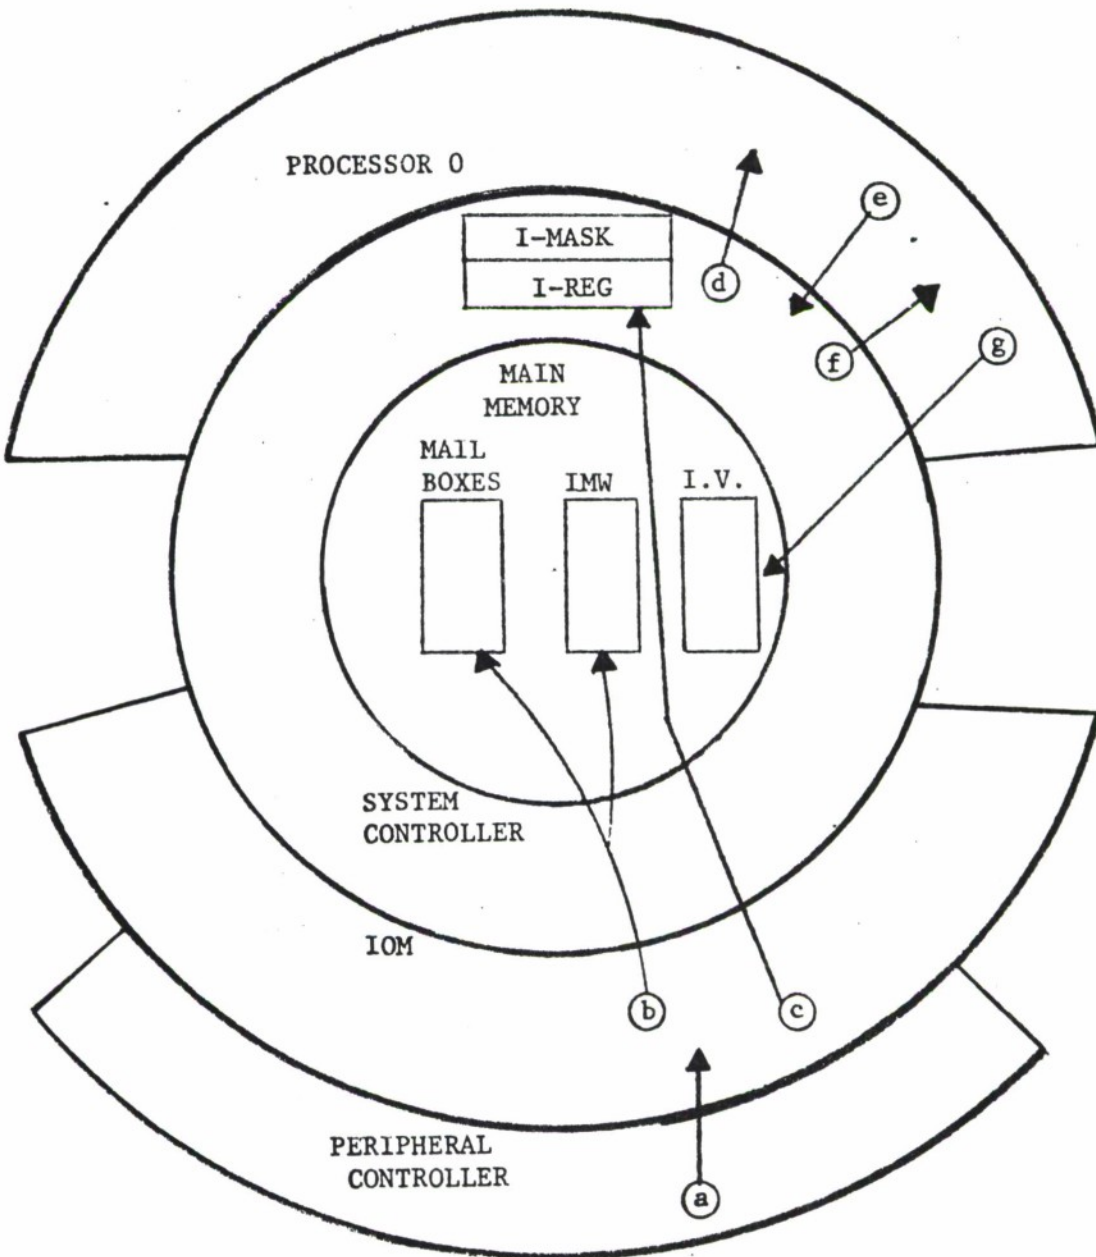 PROCESSOR 0
I-MASK
I-REG
e
d
f
g
MAIN
MEMORY
MAIL
BOXES
IMW
I.V.
SYSTEM
CONTROLLER
IOM
b
c
PERIPHERAL
CONTROLLER
a